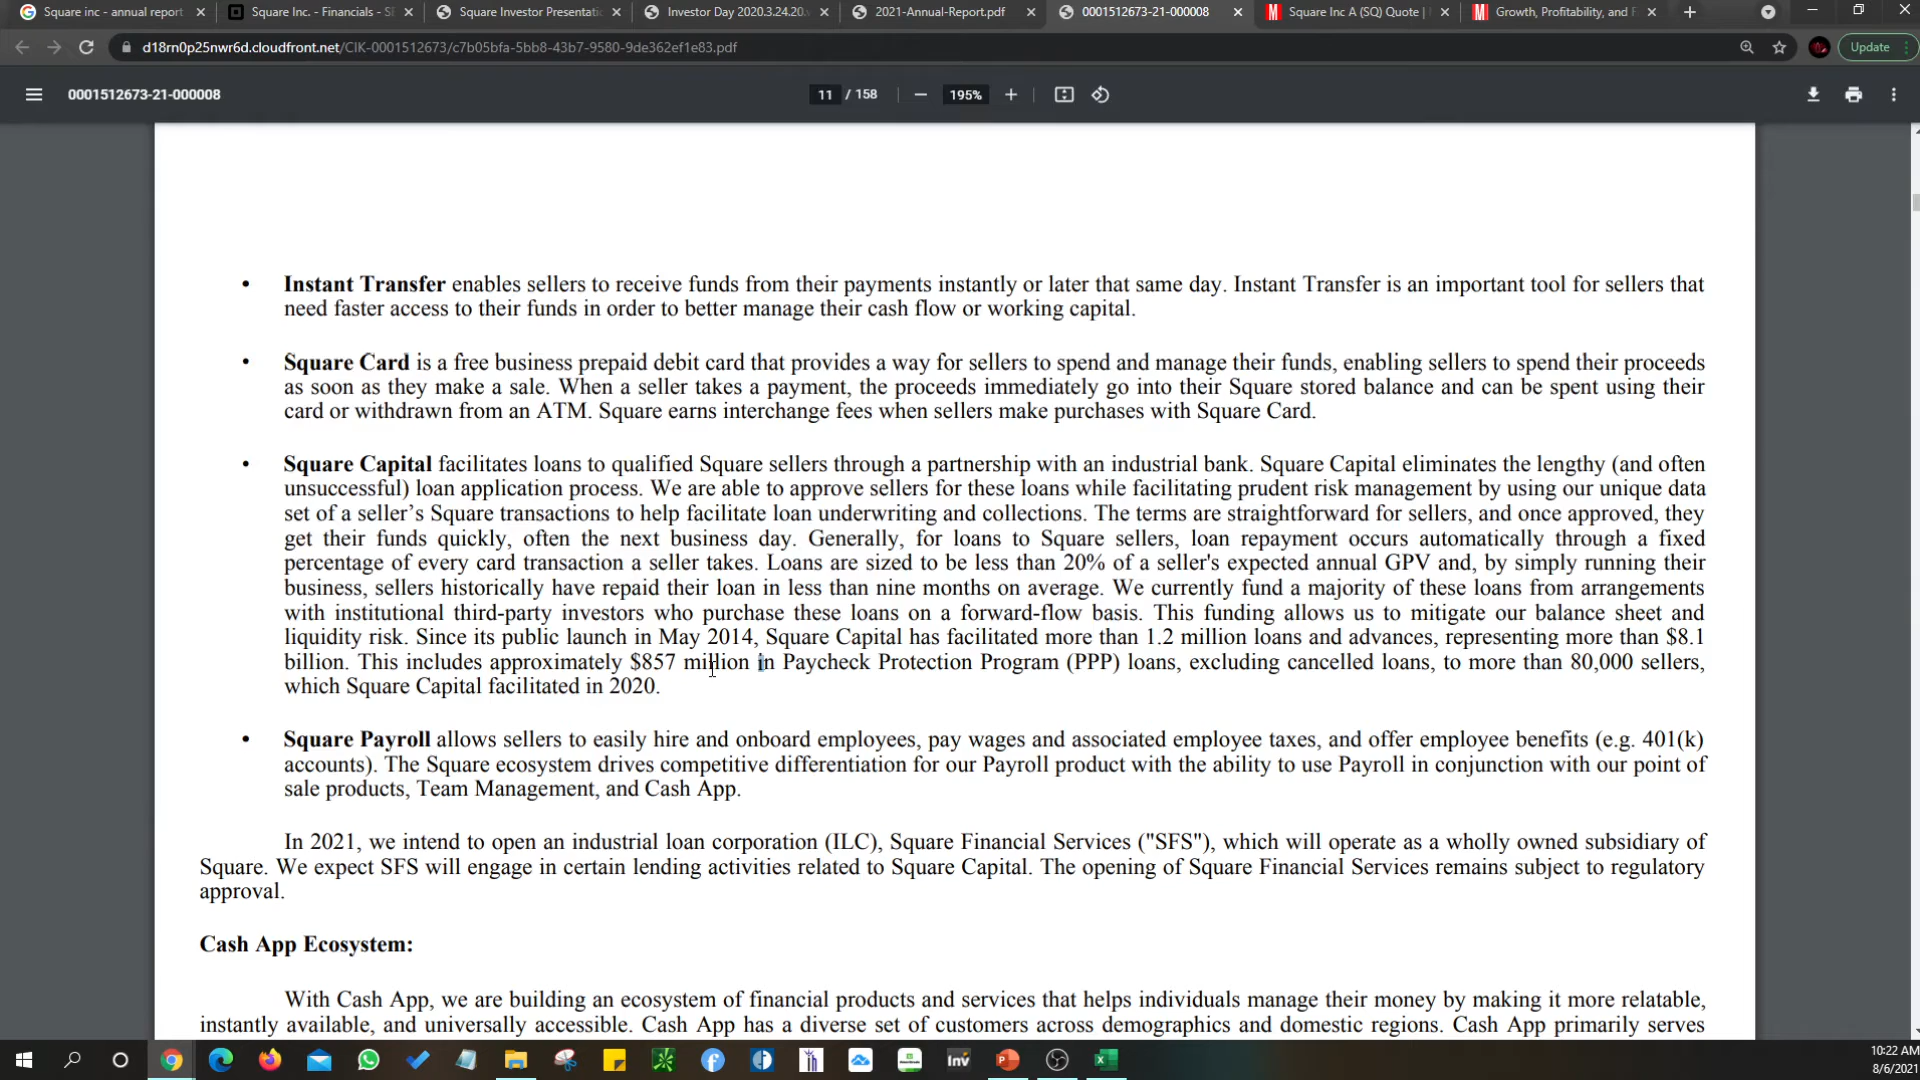 Square inc - annual report
Square Inc. - Financials - SE
Square Investor Presentati
Investor Day 2020.3.24.20.v
2021-Annual-Report.pdf
0001512673-21-000008
Square Inc A (SQ) Quote |
Growth, Profitability, and F
d18rn0p25nwr6d.cloudfront.net/CIK-0001512673/c7b05bfa-5bb8-43b7-9580-9de362ef1e83.pdf
Update
0001512673-21-000008
11 / 158
195%
• Instant Transfer enables sellers to receive funds from their payments instantly or later that same day. Instant Transfer is an important tool for sellers that
need faster access to their funds in order to better manage their cash flow or working capital.
• Square Card is a free business prepaid debit card that provides a way for sellers to spend and manage their funds, enabling sellers to spend their proceeds
as soon as they make a sale. When a seller takes a payment, the proceeds immediately go into their Square stored balance and can be spent using their
card or withdrawn from an ATM. Square earns interchange fees when sellers make purchases with Square Card.
• Square Capital facilitates loans to qualified Square sellers through a partnership with an industrial bank. Square Capital eliminates the lengthy (and often
unsuccessful) loan application process. We are able to approve sellers for these loans while facilitating prudent risk management by using our unique data
set of a seller’s Square transactions to help facilitate loan underwriting and collections. The terms are straightforward for sellers, and once approved, they
get their funds quickly, often the next business day. Generally, for loans to Square sellers, loan repayment occurs automatically through a fixed
percentage of every card transaction a seller takes. Loans are sized to be less than 20% of a seller's expected annual GPV and, by simply running their
business, sellers historically have repaid their loan in less than nine months on average. We currently fund a majority of these loans from arrangements
with institutional third-party investors who purchase these loans on a forward-flow basis. This funding allows us to mitigate our balance sheet and
liquidity risk. Since its public launch in May 2014, Square Capital has facilitated more than 1.2 million loans and advances, representing more than $8.1
billion. This includes approximately $857 million in Paycheck Protection Program (PPP) loans, excluding cancelled loans, to more than 80,000 sellers,
which Square Capital facilitated in 2020.
• Square Payroll allows sellers to easily hire and onboard employees, pay wages and associated employee taxes, and offer employee benefits (e.g. 401(k)
accounts). The Square ecosystem drives competitive differentiation for our Payroll product with the ability to use Payroll in conjunction with our point of
sale products, Team Management, and Cash App.
In 2021, we intend to open an industrial loan corporation (ILC), Square Financial Services ("SFS"), which will operate as a wholly owned subsidiary of
Square. We expect SFS will engage in certain lending activities related to Square Capital. The opening of Square Financial Services remains subject to regulatory
approval.
Cash App Ecosystem:
With Cash App, we are building an ecosystem of financial products and services that helps individuals manage their money by making it more relatable,
instantly available, and universally accessible. Cash App has a diverse set of customers across demographics and domestic regions. Cash App primarily serves
Inv
10:22 AM
8/6/2021